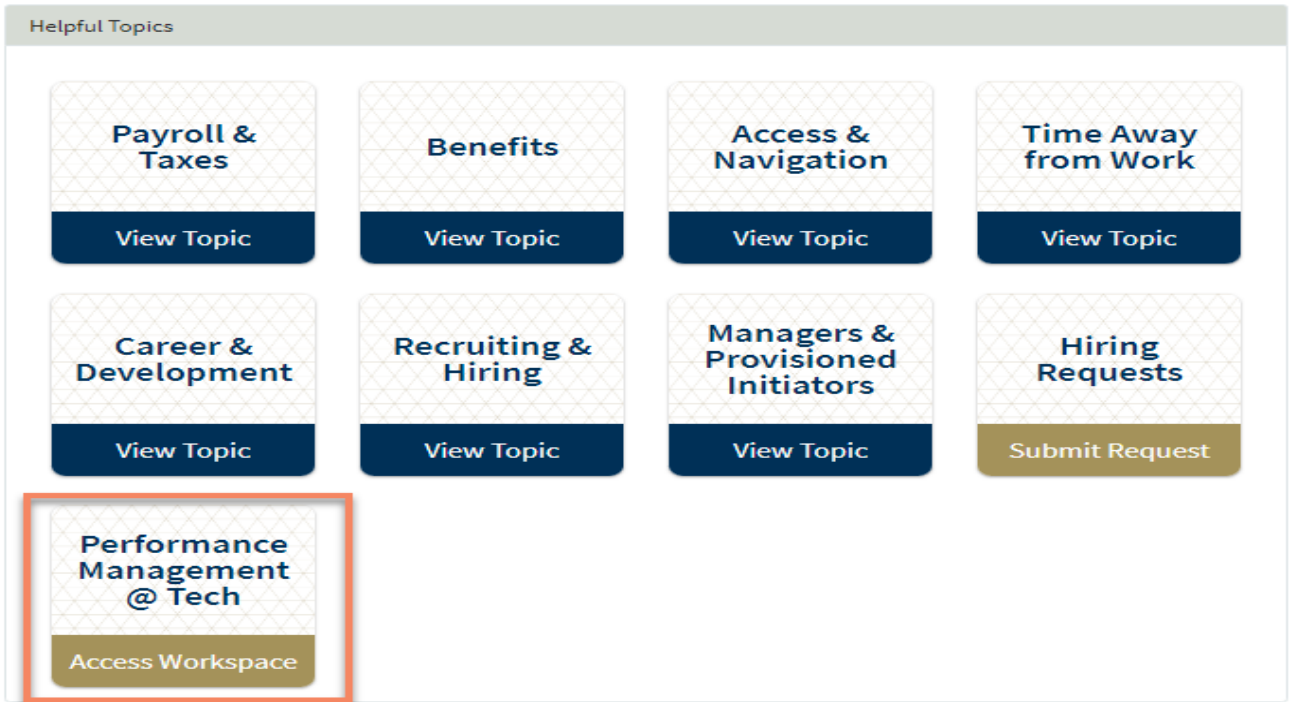 Helpful Topics
Payroll &
Taxes
View Topic
Benefits
View Topic
Access &
Navigation
View Topic
Time Away
from Work
View Topic
Career &
Development
View Topic
Recruiting &
Hiring
View Topic
Managers &
Provisioned
Initiators
View Topic
Hiring
Requests
Submit Request
Performance
Management
@ Tech
Access Workspace